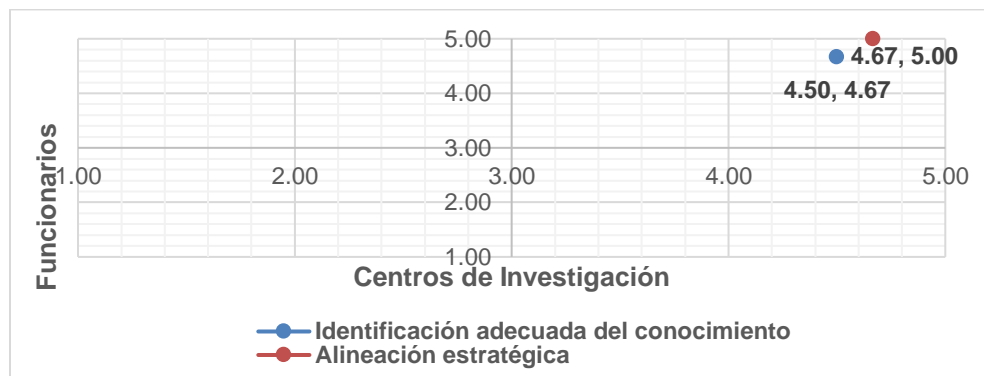 5.00
4.67, 5.00
4.50, 4.67
4.00
3.00
1.00 2.00 3.00 4.00 5.00
2.00
1.00
Funcionarios
Centros de Investigación
Identificación adecuada del conocimiento
Alineación estratégica